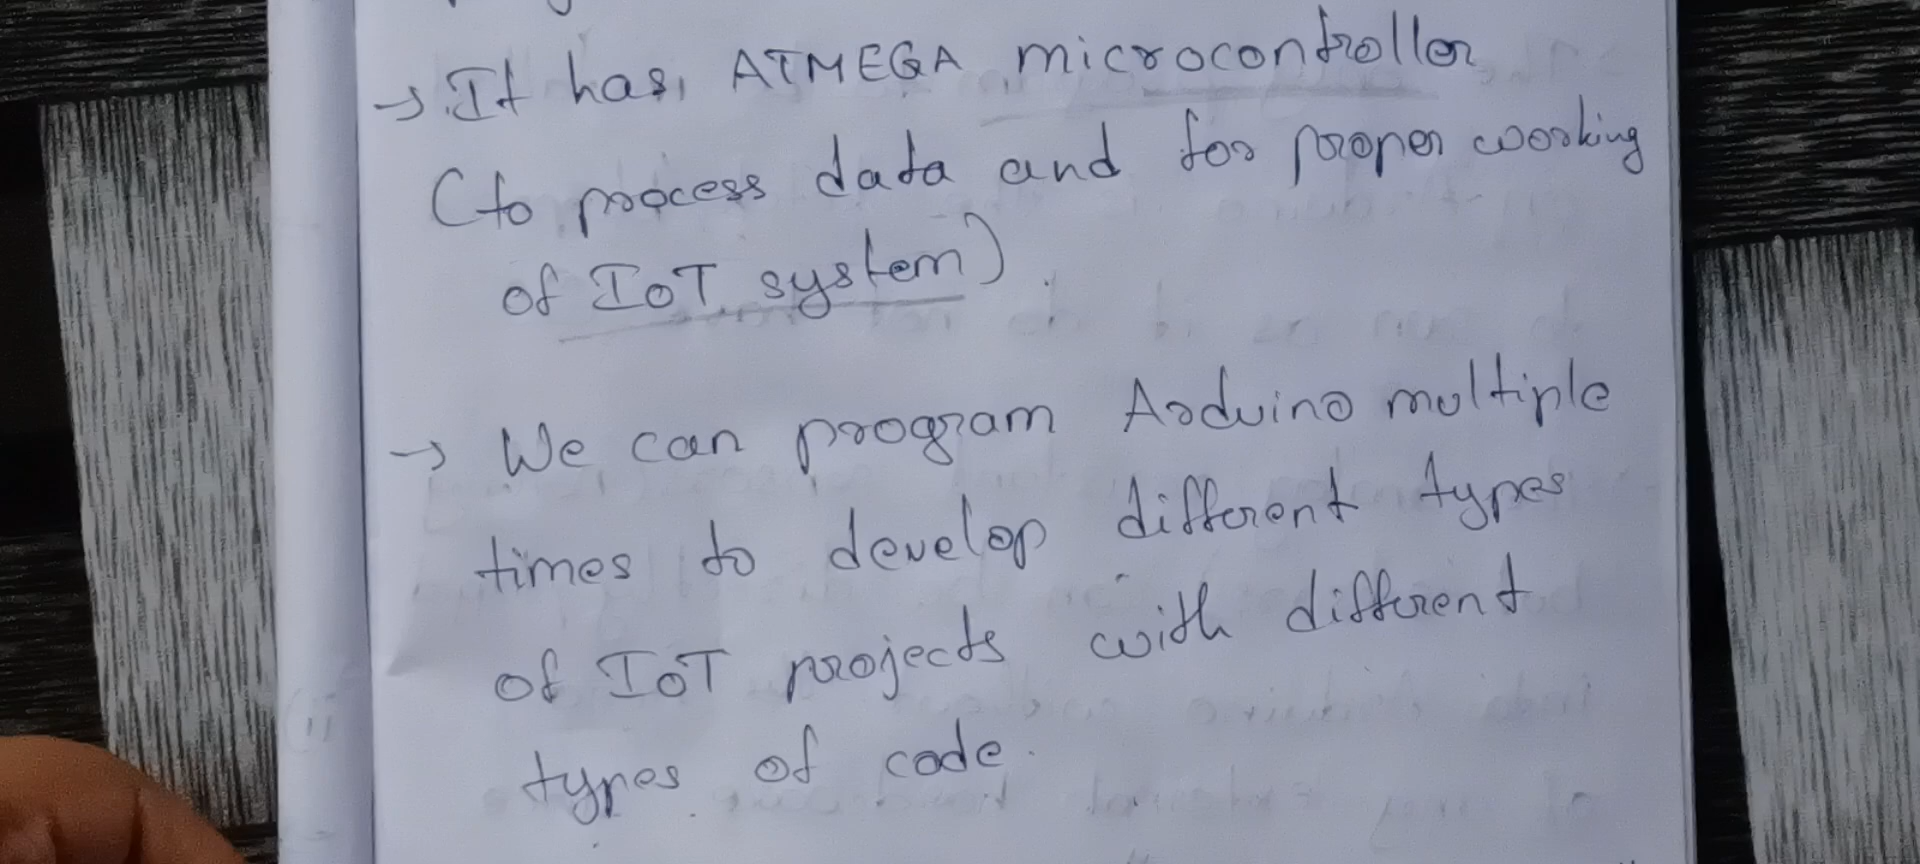 → It has, ATMEGA microcontroller
(to process data and for proper working
of IoT system)
→ We can program Arduino multiple
times to develop different types
of IoT projects with different
types of code.